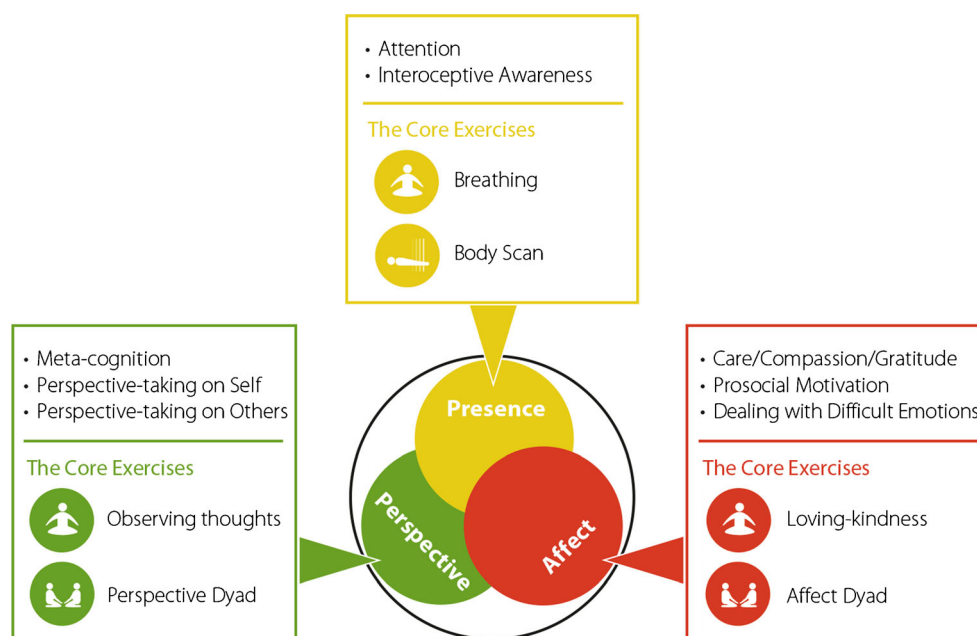 • Attention
• Interoceptive Awareness
The Core Exercises
Breathing
Body Scan
• Meta-cognition
• Perspective-taking on Self
• Perspective-taking on Others
The Core Exercises
Observing thoughts
Perspective Dyad
Presence
Perspective
Affect
• Care/Compassion/Gratitude
• Prosocial Motivation
• Dealing with Difficult Emotions
The Core Exercises
Loving-kindness
Affect Dyad